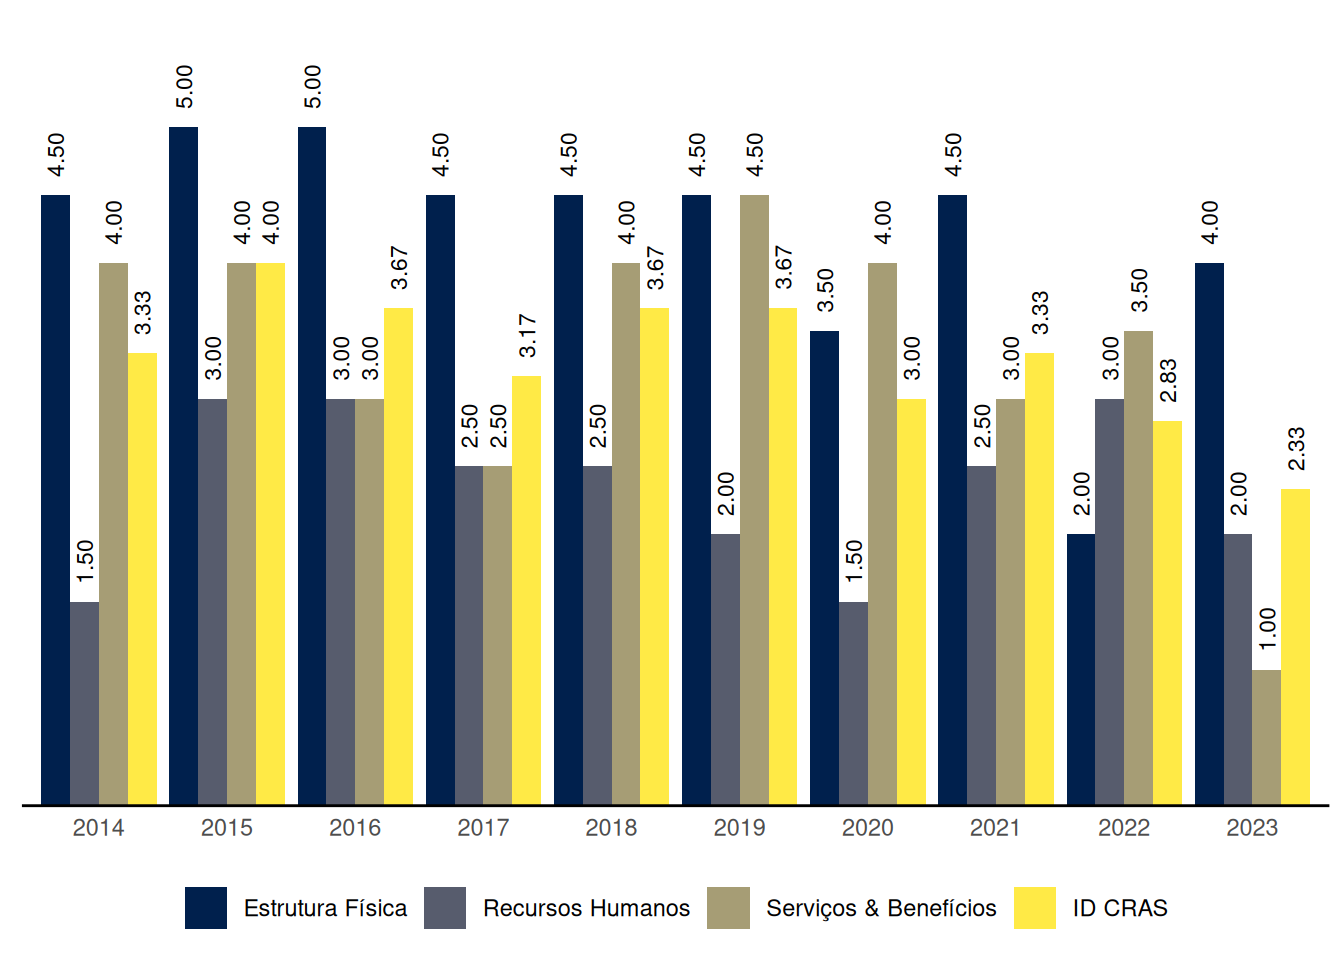 5.00 5.00
4.50 4.50 4.50 4.50 4.50 4.50
4.00 4.00 4.00 4.00 4.00 4.00
3.67 3.67 3.67
3.50 3.50
3.33 3.33
3.17
3.00 3.00 3.00 3.00 3.00 3.00
2.83
2.50 2.50 2.50 2.50
2.33
2.00 2.00 2.00
1.50 1.50
1.00
2014 2015 2016 2017 2018 2019 2020 2021 2022 2023
Estrutura Física Recursos Humanos Serviços & Benefícios ID CRAS